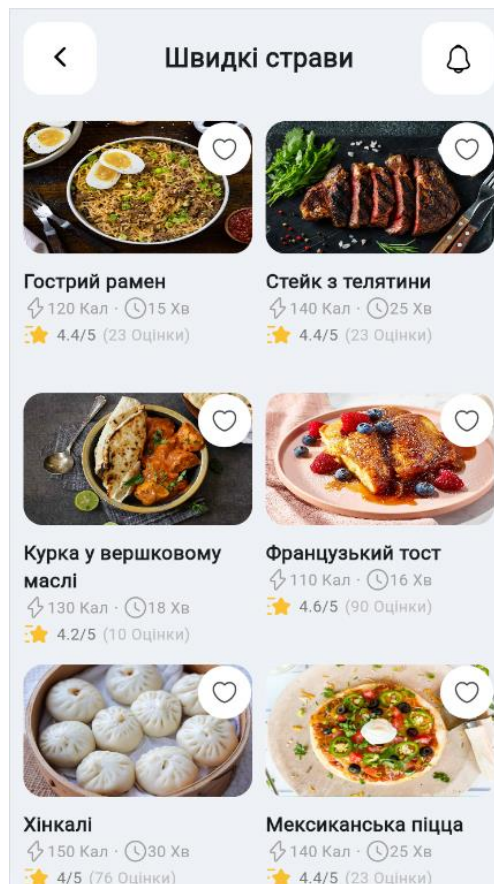 Швидкі страви
Гострий рамен
120 Кал · 15 Хв
4.4/5 (23 Оцінки)
Стейк з телятини
140 Кал · 25 Хв
4.4/5 (23 Оцінки)
Курка у вершковому
маслі
130 Кал · 18 Хв
4.2/5 (10 Оцінки)
Французький тост
110 Кал · 16 Хв
4.6/5 (90 Оцінки)
Хінкалі
150 Кал · 30 Хв
4/5 (76 Оцінки)
Мексиканська піцца
140 Кал · 25 Хв
4.4/5 (23 Оцінки)